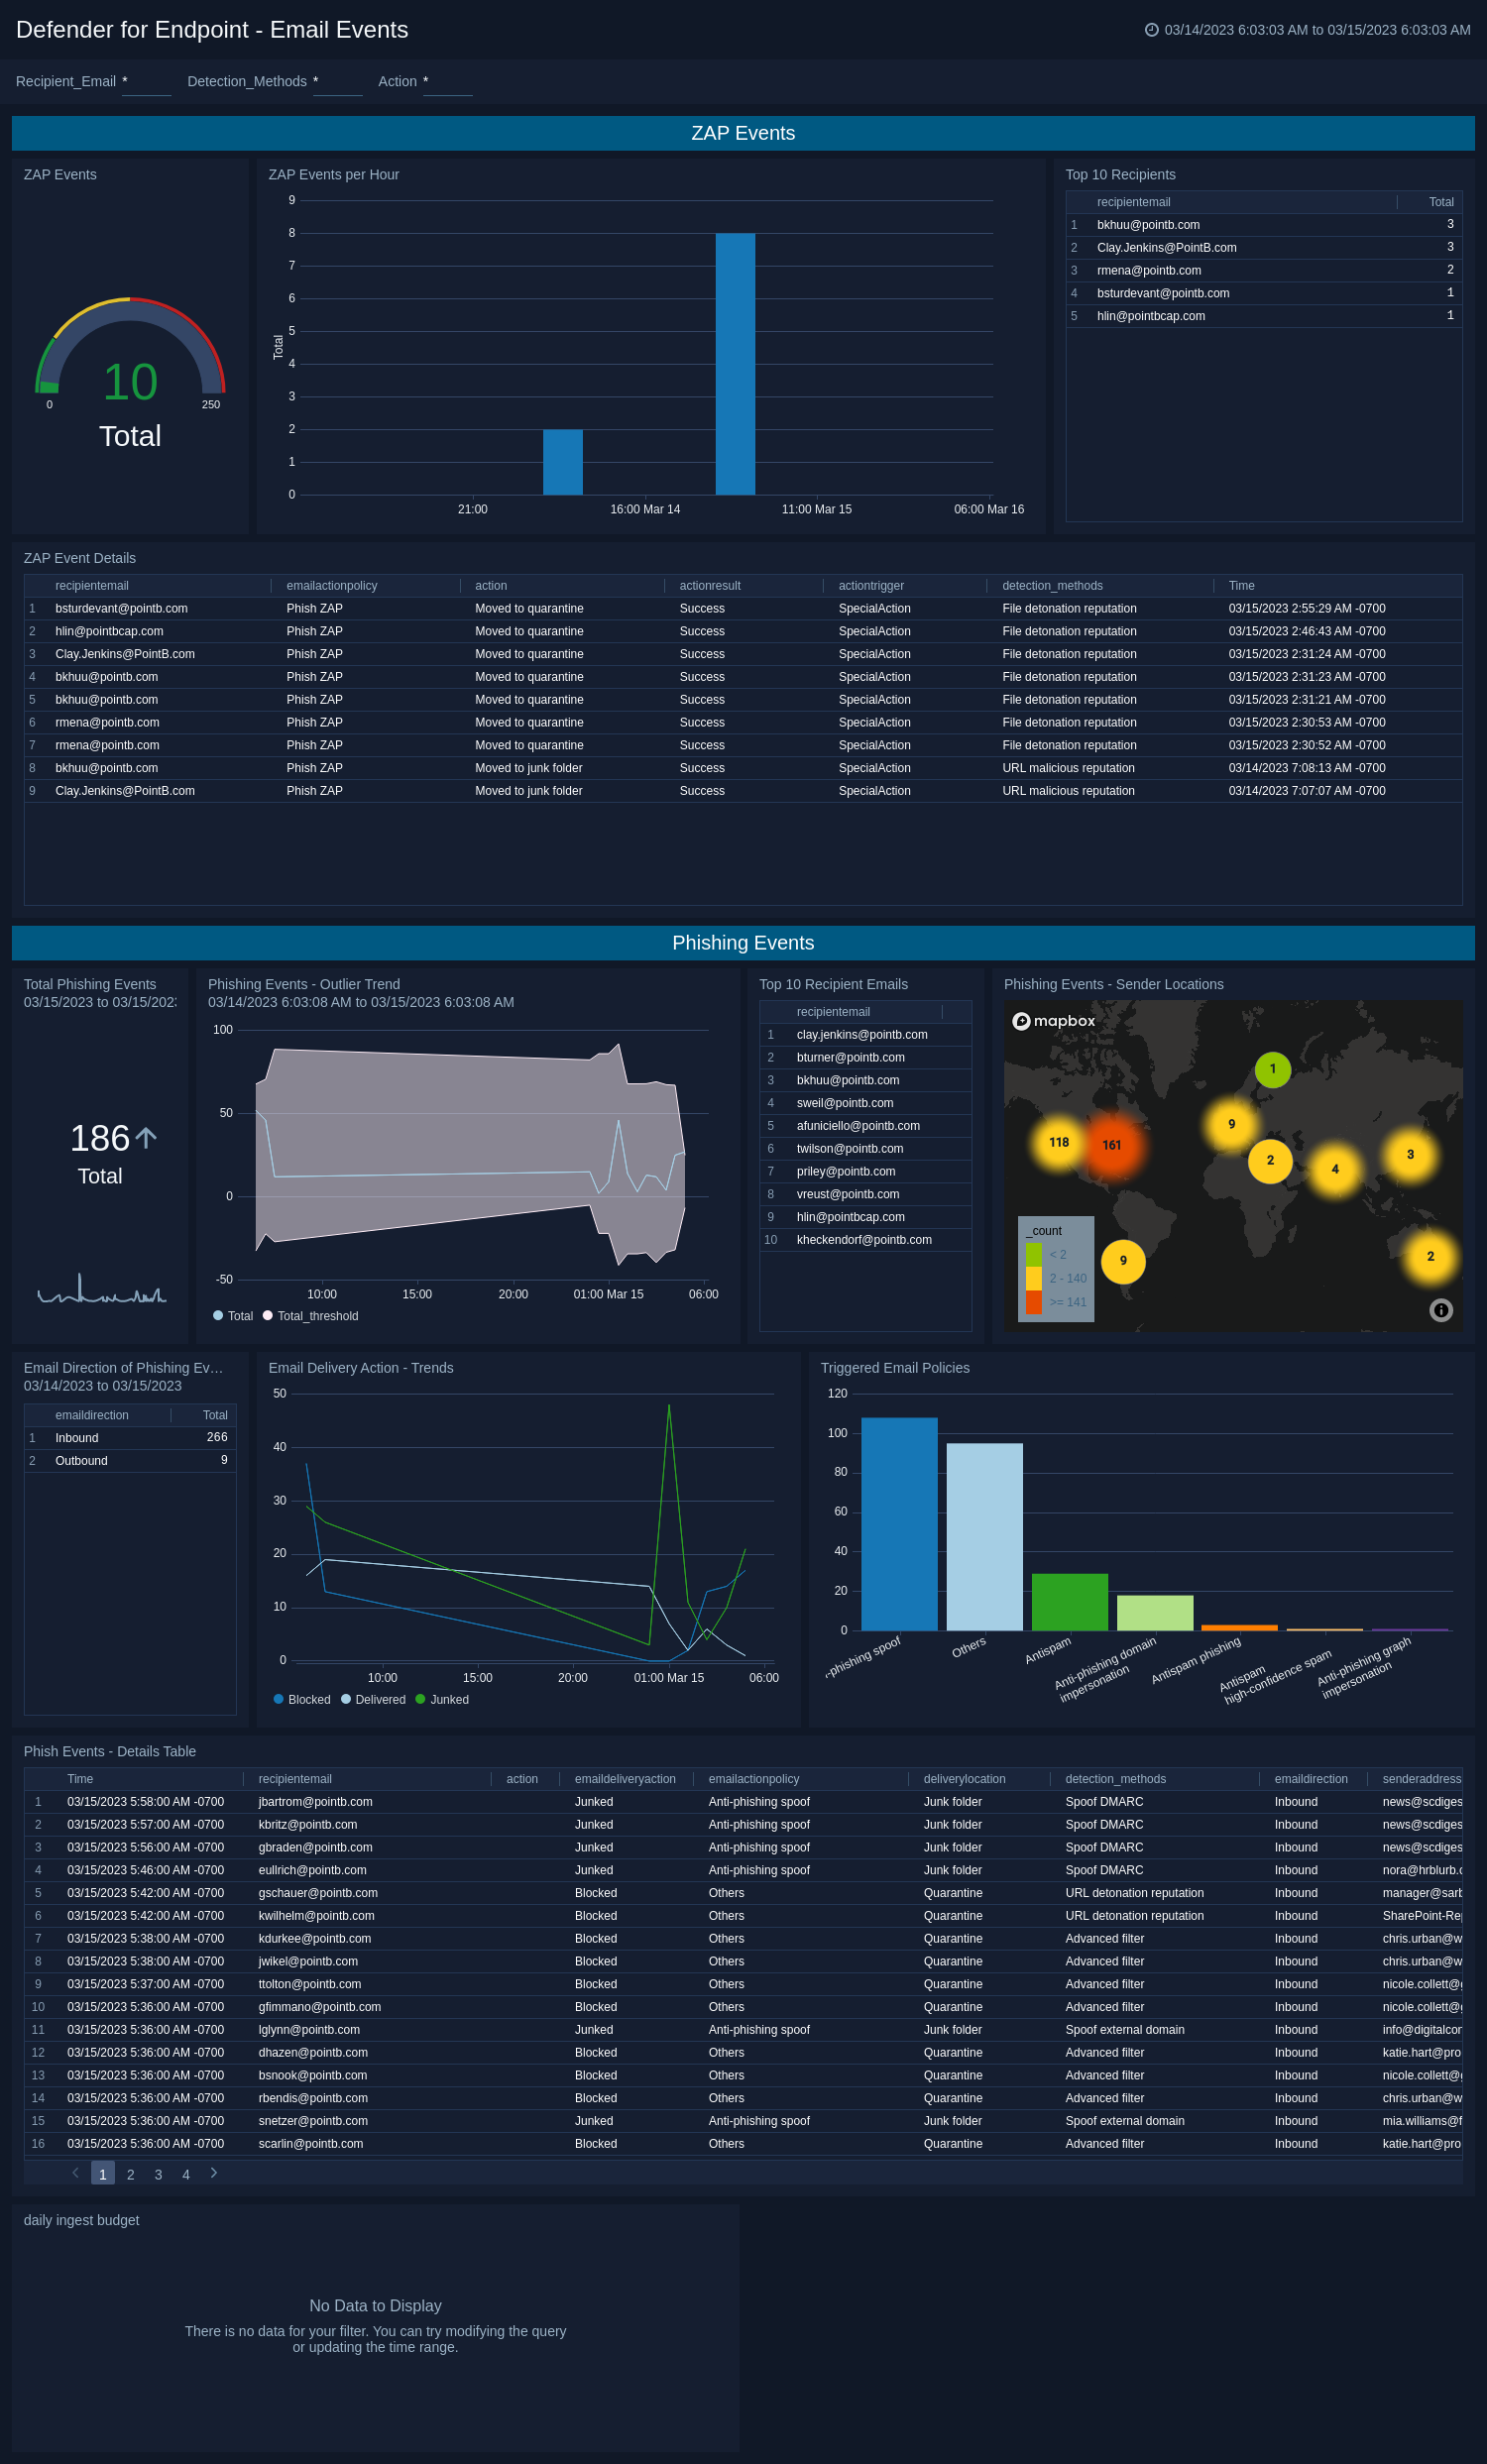 Defender for Endpoint - Email Events
03/14/2023 6:03:03 AM to 03/15/2023 6:03:03 AM
Recipient_Email * Detection_Methods * Action *
ZAP Events
ZAP Events
10
0 250
Total
ZAP Events per Hour
Total
9
8
7
6
5
4
3
2
1
0
21:00 16:00 Mar 14 11:00 Mar 15 06:00 Mar 16
Top 10 Recipients
recipientemail Total
1 bkhuu@pointb.com 3
2 Clay.Jenkins@PointB.com 3
3 rmena@pointb.com 2
4 bsturdevant@pointb.com 1
5 hlin@pointbcap.com 1
ZAP Event Details
recipientemail emailactionpolicy action actionresult actiontrigger detection_methods Time
1 bsturdevant@pointb.com Phish ZAP Moved to quarantine Success SpecialAction File detonation reputation 03/15/2023 2:55:29 AM -0700
2 hlin@pointbcap.com Phish ZAP Moved to quarantine Success SpecialAction File detonation reputation 03/15/2023 2:46:43 AM -0700
3 Clay.Jenkins@PointB.com Phish ZAP Moved to quarantine Success SpecialAction File detonation reputation 03/15/2023 2:31:24 AM -0700
4 bkhuu@pointb.com Phish ZAP Moved to quarantine Success SpecialAction File detonation reputation 03/15/2023 2:31:23 AM -0700
5 bkhuu@pointb.com Phish ZAP Moved to quarantine Success SpecialAction File detonation reputation 03/15/2023 2:31:21 AM -0700
6 rmena@pointb.com Phish ZAP Moved to quarantine Success SpecialAction File detonation reputation 03/15/2023 2:30:53 AM -0700
7 rmena@pointb.com Phish ZAP Moved to quarantine Success SpecialAction File detonation reputation 03/15/2023 2:30:52 AM -0700
8 bkhuu@pointb.com Phish ZAP Moved to junk folder Success SpecialAction URL malicious reputation 03/14/2023 7:08:13 AM -0700
9 Clay.Jenkins@PointB.com Phish ZAP Moved to junk folder Success SpecialAction URL malicious reputation 03/14/2023 7:07:07 AM -0700
Phishing Events
Total Phishing Events
03/15/2023 to 03/15/202
186
Total
Phishing Events - Outlier Trend
03/14/2023 6:03:08 AM to 03/15/2023 6:03:08 AM
100
50
0
-50
10:00 15:00 20:00 01:00 Mar 15 06:00
Total Total_threshold
Top 10 Recipient Emails
recipientemail
1 clay.jenkins@pointb.com
2 bturner@pointb.com
3 bkhuu@pointb.com
4 sweil@pointb.com
5 afuniciello@pointb.com
6 twilson@pointb.com
7 priley@pointb.com
8 vreust@pointb.com
9 hlin@pointbcap.com
10 kheckendorf@pointb.com
Phishing Events - Sender Locations
mapbox
1
9
118 161
2 4 3
9 2
_count
< 2
2 - 140
>= 141
Email Direction of Phishing Ev…
03/14/2023 to 03/15/2023
emaildirection Total
1 Inbound 266
2 Outbound 9
Email Delivery Action - Trends
50
40
30
20
10
0
10:00 15:00 20:00 01:00 Mar 15 06:00
Blocked Delivered Junked
Triggered Email Policies
120
100
80
60
40
20
0
-phishing spoof
Others
Antispam
Anti-phishing domain
impersonation
Antispam phishing
Antispam
high-confidence spam
Anti-phishing graph
impersonation
Phish Events - Details Table
Time recipientemail action emaildeliveryaction emailactionpolicy deliverylocation detection_methods emaildirection senderaddress
1 03/15/2023 5:58:00 AM -0700 jbartrom@pointb.com Junked Anti-phishing spoof Junk folder Spoof DMARC Inbound news@scdiges
2 03/15/2023 5:57:00 AM -0700 kbritz@pointb.com Junked Anti-phishing spoof Junk folder Spoof DMARC Inbound news@scdiges
3 03/15/2023 5:56:00 AM -0700 gbraden@pointb.com Junked Anti-phishing spoof Junk folder Spoof DMARC Inbound news@scdiges
4 03/15/2023 5:46:00 AM -0700 eullrich@pointb.com Junked Anti-phishing spoof Junk folder Spoof DMARC Inbound nora@hrblurb.c
5 03/15/2023 5:42:00 AM -0700 gschauer@pointb.com Blocked Others Quarantine URL detonation reputation Inbound manager@sarb
6 03/15/2023 5:42:00 AM -0700 kwilhelm@pointb.com Blocked Others Quarantine URL detonation reputation Inbound SharePoint-Rep
7 03/15/2023 5:38:00 AM -0700 kdurkee@pointb.com Blocked Others Quarantine Advanced filter Inbound chris.urban@w
8 03/15/2023 5:38:00 AM -0700 jwikel@pointb.com Blocked Others Quarantine Advanced filter Inbound chris.urban@w
9 03/15/2023 5:37:00 AM -0700 ttolton@pointb.com Blocked Others Quarantine Advanced filter Inbound nicole.collett@g
10 03/15/2023 5:36:00 AM -0700 gfimmano@pointb.com Blocked Others Quarantine Advanced filter Inbound nicole.collett@g
11 03/15/2023 5:36:00 AM -0700 lglynn@pointb.com Junked Anti-phishing spoof Junk folder Spoof external domain Inbound info@digitalcor
12 03/15/2023 5:36:00 AM -0700 dhazen@pointb.com Blocked Others Quarantine Advanced filter Inbound katie.hart@pro
13 03/15/2023 5:36:00 AM -0700 bsnook@pointb.com Blocked Others Quarantine Advanced filter Inbound nicole.collett@g
14 03/15/2023 5:36:00 AM -0700 rbendis@pointb.com Blocked Others Quarantine Advanced filter Inbound chris.urban@w
15 03/15/2023 5:36:00 AM -0700 snetzer@pointb.com Junked Anti-phishing spoof Junk folder Spoof external domain Inbound mia.williams@f
16 03/15/2023 5:36:00 AM -0700 scarlin@pointb.com Blocked Others Quarantine Advanced filter Inbound katie.hart@pro
1 2 3 4
daily ingest budget
No Data to Display
There is no data for your filter. You can try modifying the query
or updating the time range.